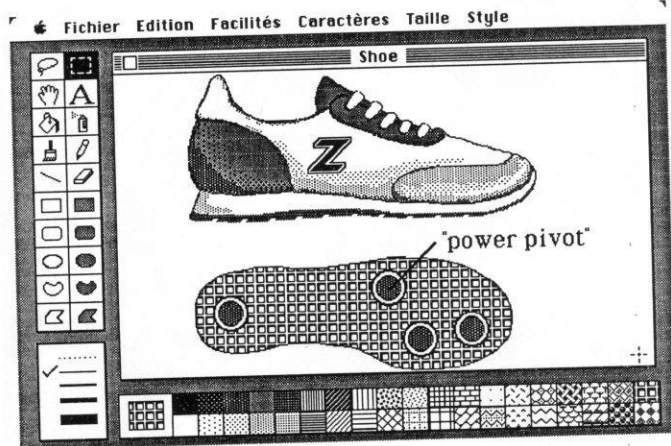 Fichier Edition Facilités Caractères Taille Style
Shoe
A
Z
"power pivot"